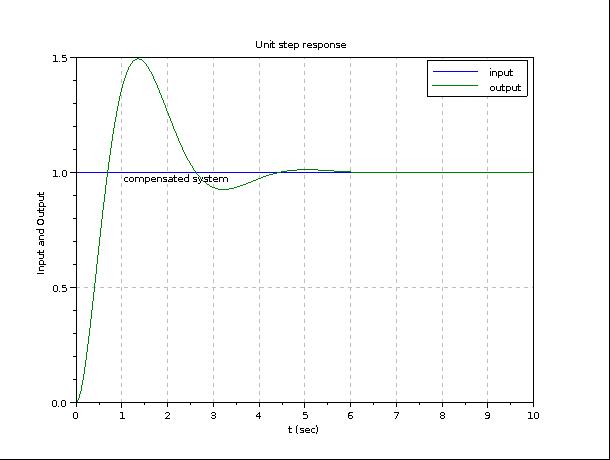 Unit step response
input
output
1.5
1.0
0.5
0.0
Input and Output
compensated system
0 1 2 3 4 5 6 7 8 9 10
t (sec)